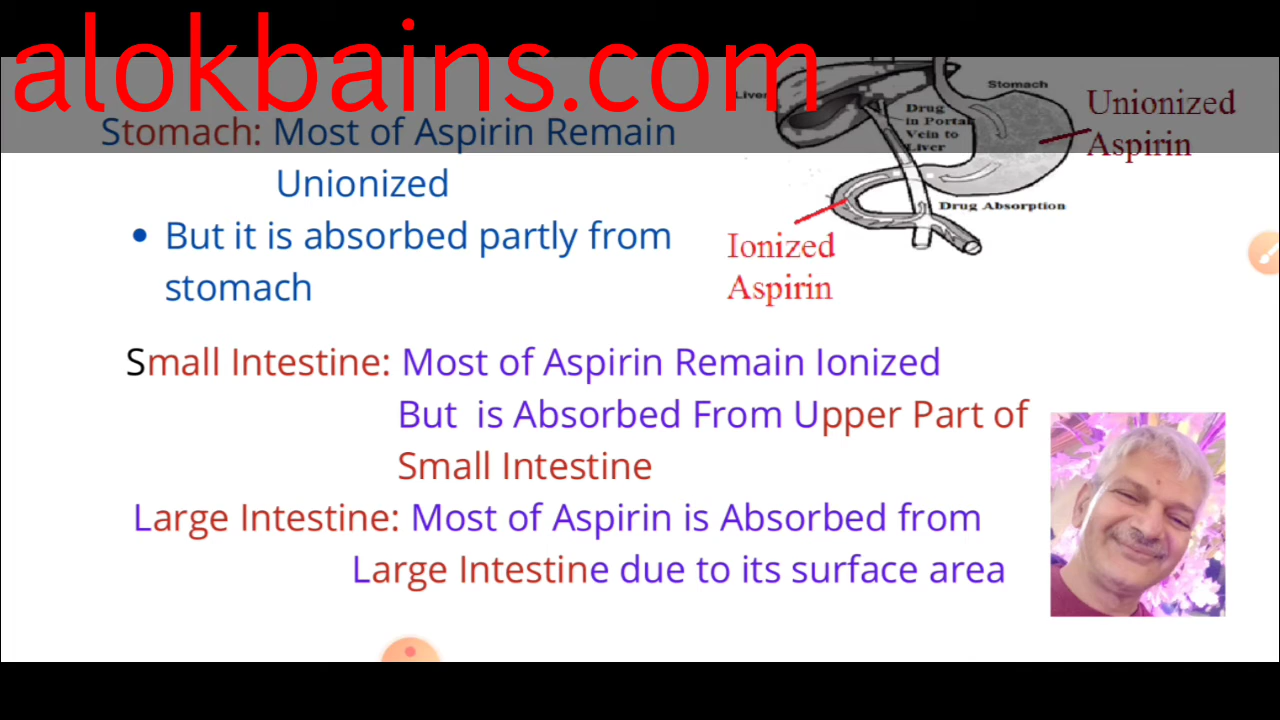 alokbains.com
Stomach: Most of Aspirin Remain
Unionized
• But it is absorbed partly from
stomach
Liver
Drug
in Portal
Vein to
Liver
Stomach
Unionized
Aspirin
Drug Absorption
Ionized
Aspirin
Small Intestine: Most of Aspirin Remain Ionized
But is Absorbed From Upper Part of
Small Intestine
Large Intestine: Most of Aspirin is Absorbed from
Large Intestine due to its surface area